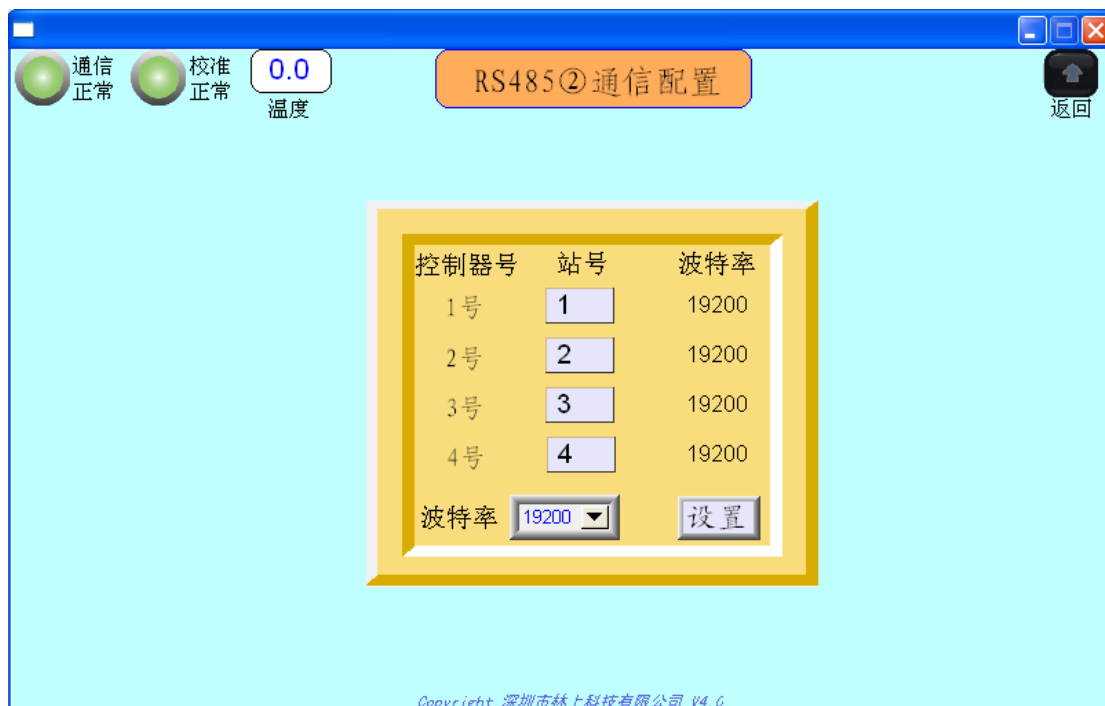 通信 校准 0.0 RS485②通信配置
正常 正常
温度 返回
控制器号 站号 波特率
1号 1 19200
2号 2 19200
3号 3 19200
4号 4 19200
波特率 19200 设置
Copyright 深圳市林上科技有限公司